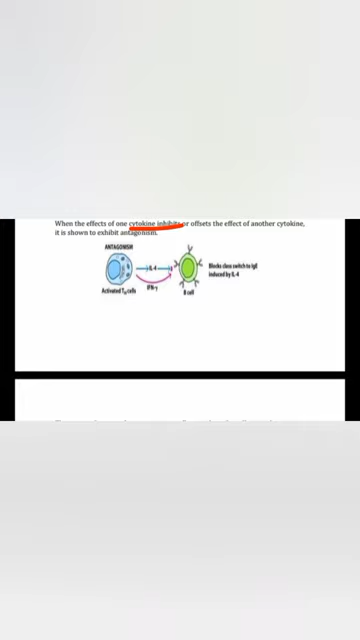 When the effects of one cytokine inhibits or offsets the effect of another cytokine,
it is shown to exhibit antagonism.
ANTAGONISM
IL-4
IFN-γ
Activated TH cells
B cell
Blocks class switch to IgE
induced by IL-4